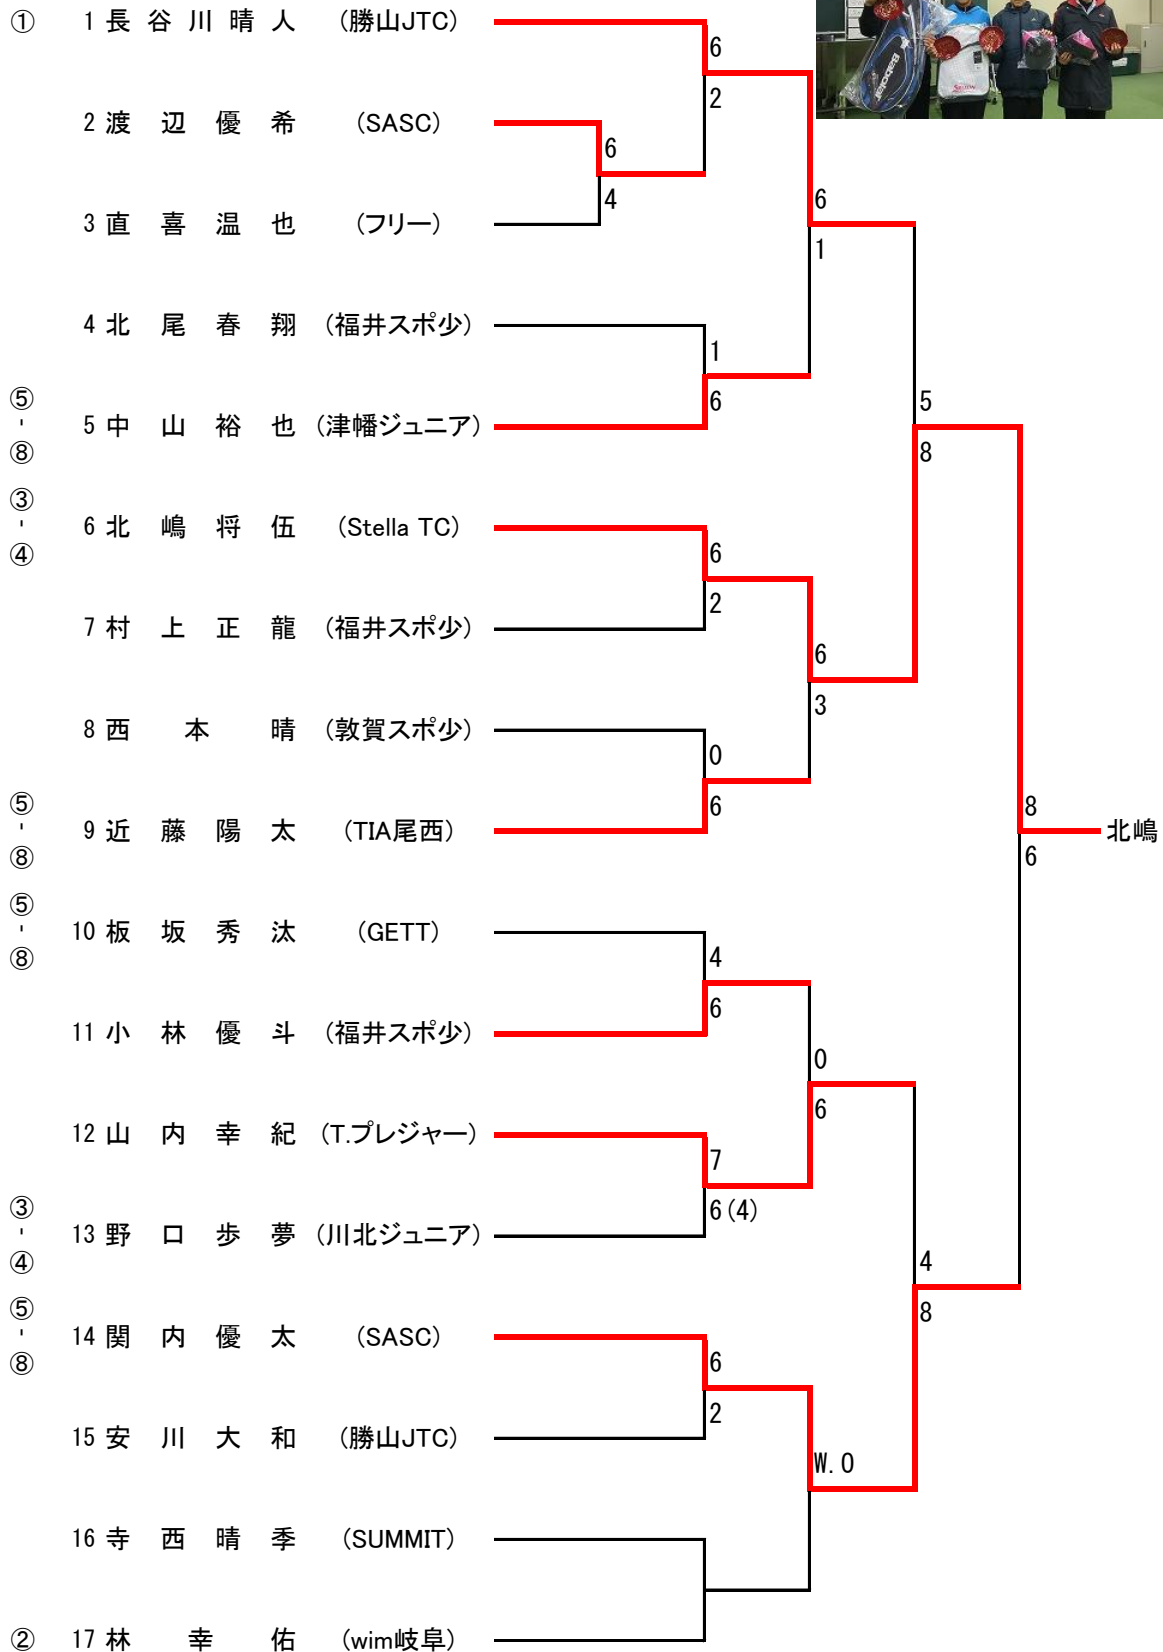 ① 1 長谷川晴人 (勝山JTC)
6
2
2 渡辺優希 (SASC)
6
4
3 直喜温也 (フリー)
6
1
4 北尾春翔 (福井スポ少)
1
6
⑤-⑧ 5 中山裕也 (津幡ジュニア)
5
8
③-④ 6 北嶋将伍 (Stella TC)
6
2
7 村上正龍 (福井スポ少)
6
3
8 西本晴 (敦賀スポ少)
0
6
⑤-⑧ 9 近藤陽太 (TIA尾西)
8
北嶋
6
⑤-⑧ 10 板坂秀汰 (GETT)
4
6
11 小林優斗 (福井スポ少)
0
6
12 山内幸紀 (T.プレジャー)
7
6(4)
③-④ 13 野口歩夢 (川北ジュニア)
4
8
⑤-⑧ 14 関内優太 (SASC)
6
2
15 安川大和 (勝山JTC)
W.O
16 寺西晴季 (SUMMIT)
② 17 林幸佑 (wim岐阜)
Babolat
SRIXON